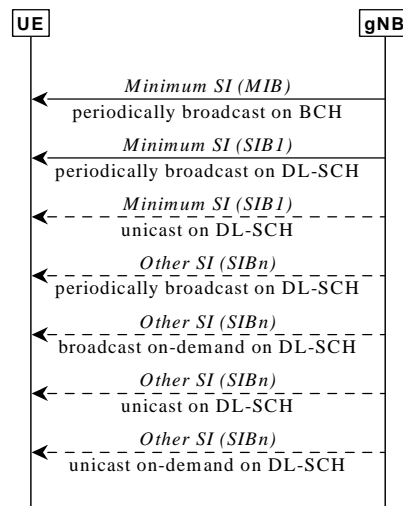 UE
gNB
Minimum SI (MIB)
periodically broadcast on BCH
Minimum SI (SIB1)
periodically broadcast on DL-SCH
Minimum SI (SIB1)
unicast on DL-SCH
Other SI (SIBn)
periodically broadcast on DL-SCH
Other SI (SIBn)
broadcast on-demand on DL-SCH
Other SI (SIBn)
unicast on DL-SCH
Other SI (SIBn)
unicast on-demand on DL-SCH